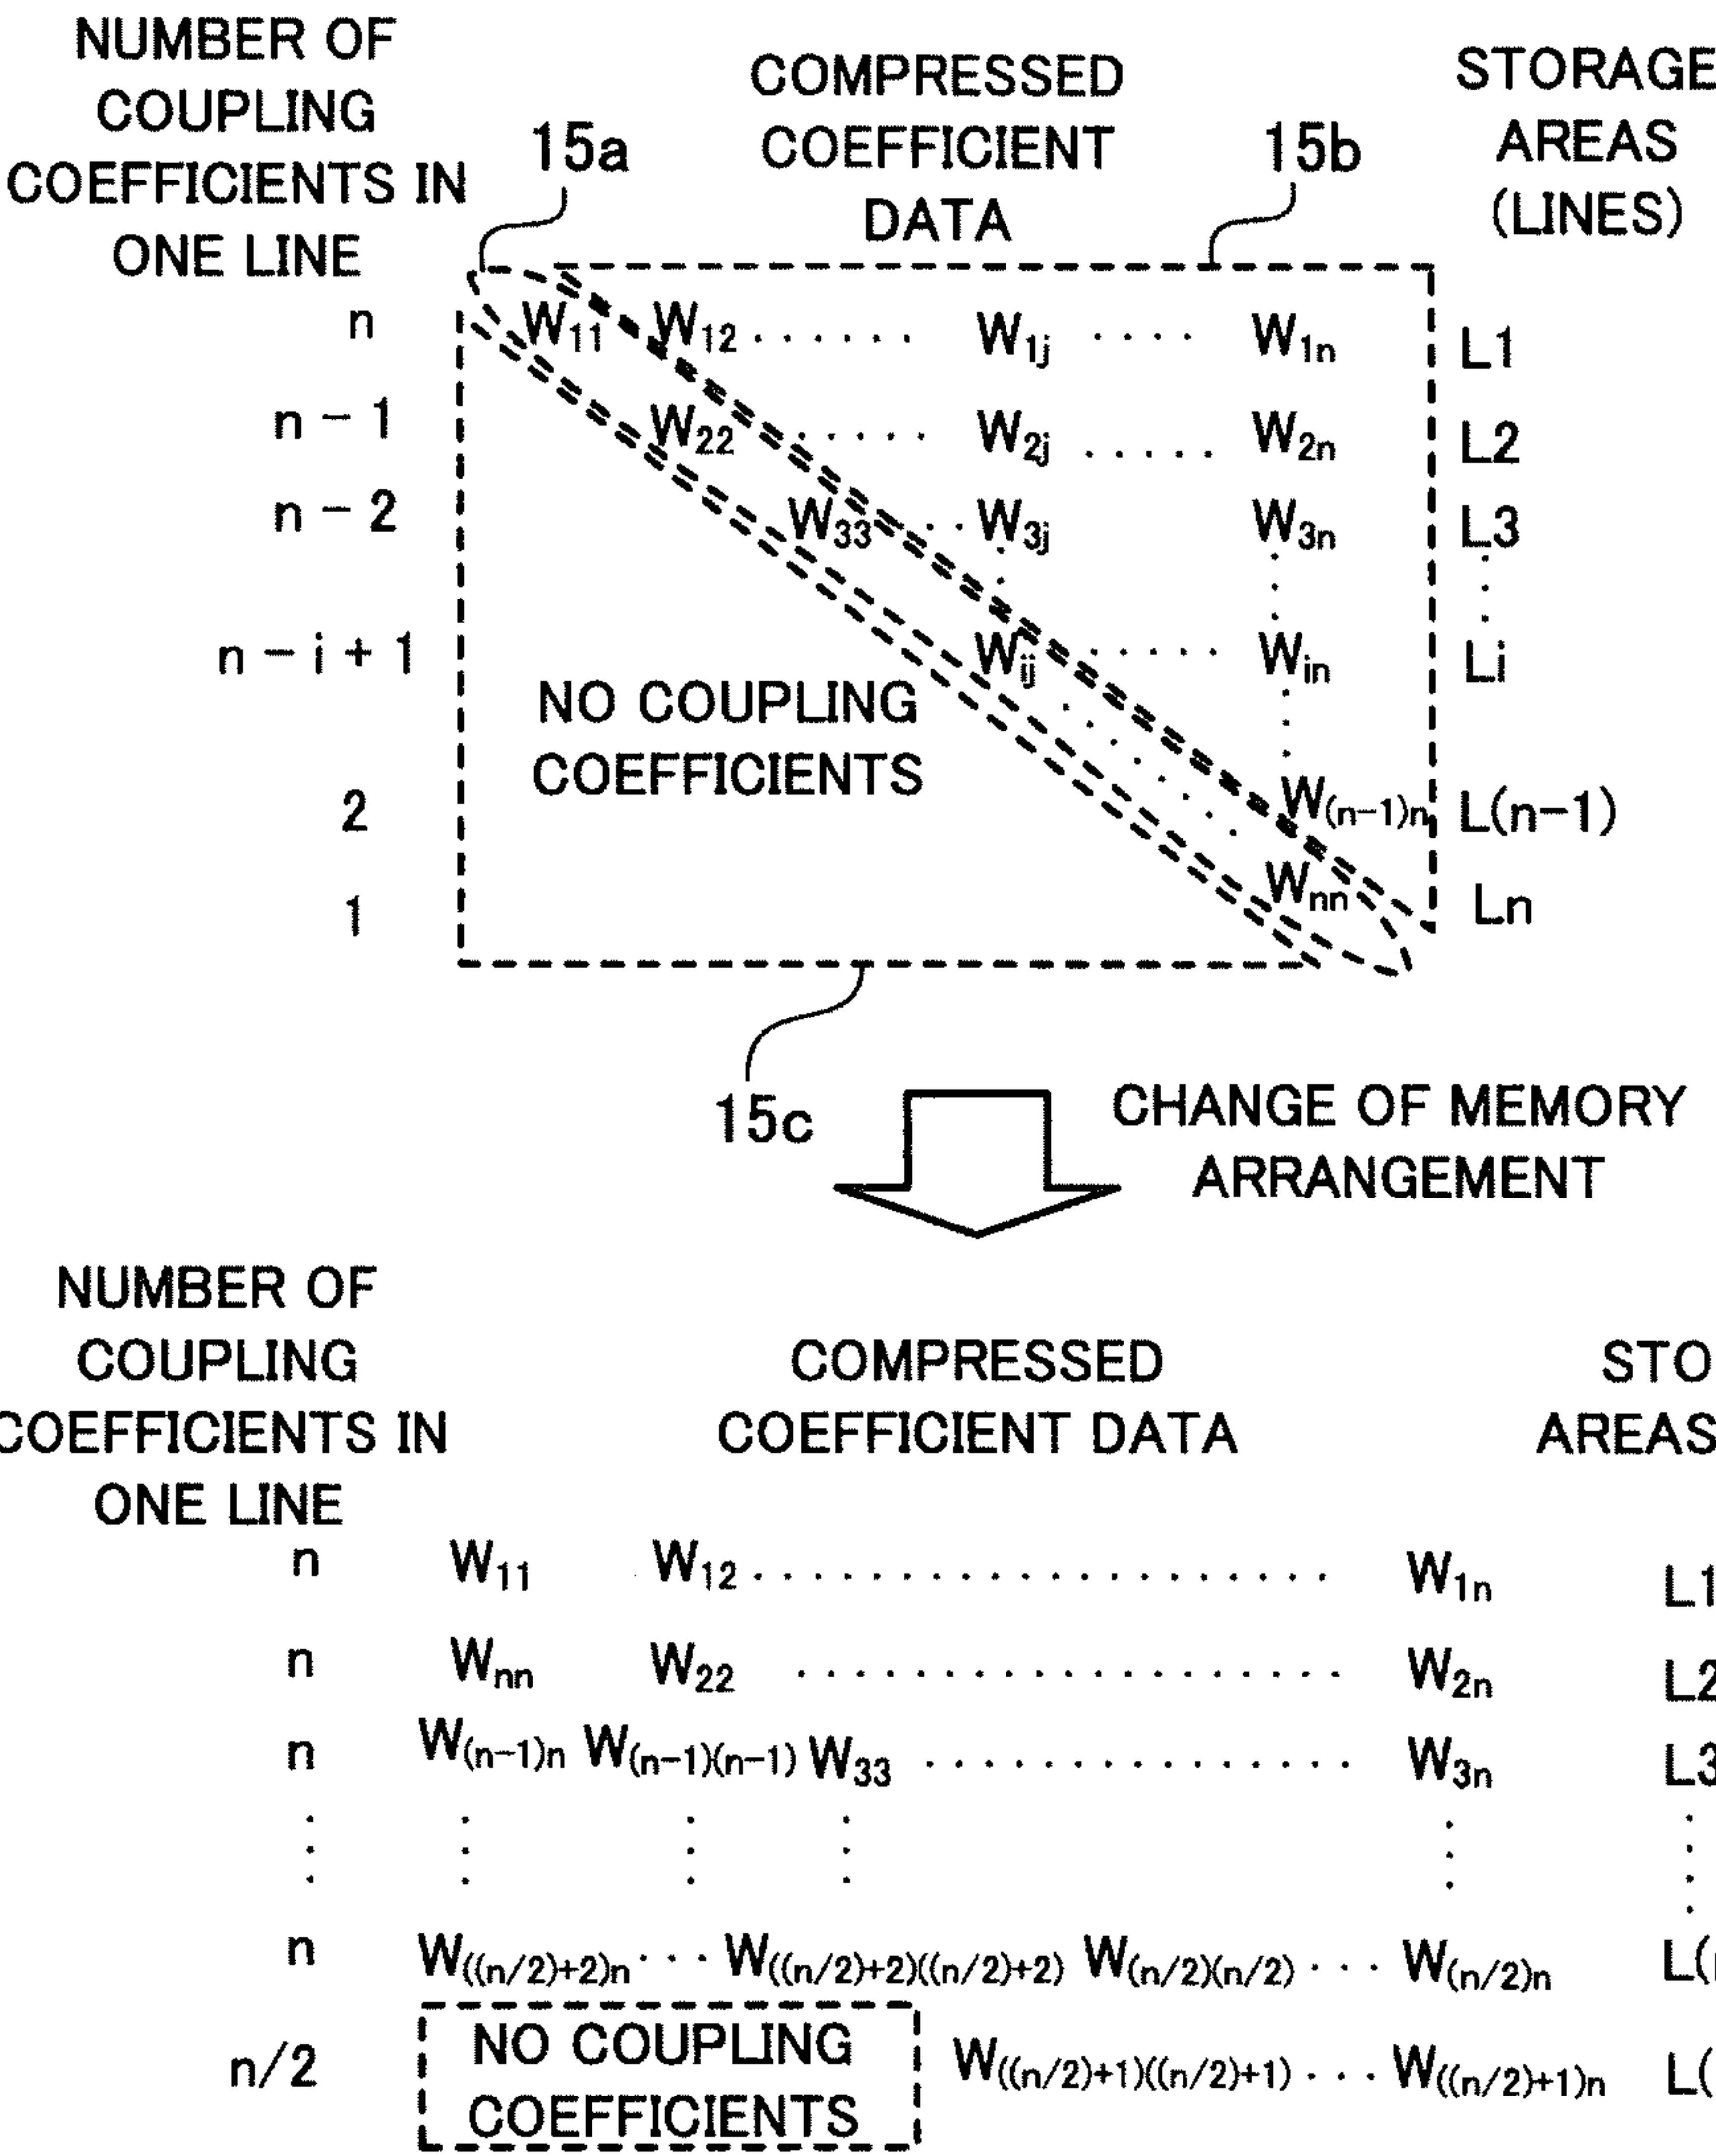 NUMBER OF
COUPLING
COEFFICIENTS IN
ONE LINE
COMPRESSED
COEFFICIENT
DATA
STORAGE
AREAS
(LINES)
15a
15b
n W11 W12 ...... W1j .... W1n L1
n-1 W22 ...... W2j ..... W2n L2
n-2 W33 ... W3j W3n L3
n-i+1 Wij ..... Win Li
NO COUPLING
COEFFICIENTS
2 W(n-1)n L(n-1)
1 Wnn Ln
15c
CHANGE OF MEMORY
ARRANGEMENT
NUMBER OF
COUPLING
COEFFICIENTS IN
ONE LINE
COMPRESSED
COEFFICIENT DATA
STO
AREAS
n W11 W12 .................... W1n L1
n Wnn W22 ................... W2n L2
n W(n-1)n W(n-1)(n-1) W33 ............... W3n L3
n W((n/2)+2)n ... W((n/2)+2)((n/2)+2) W(n/2)(n/2) ... W(n/2)n L(
n/2 NO COUPLING
COEFFICIENTS
W((n/2)+1)((n/2)+1) ... W((n/2)+1)n L(